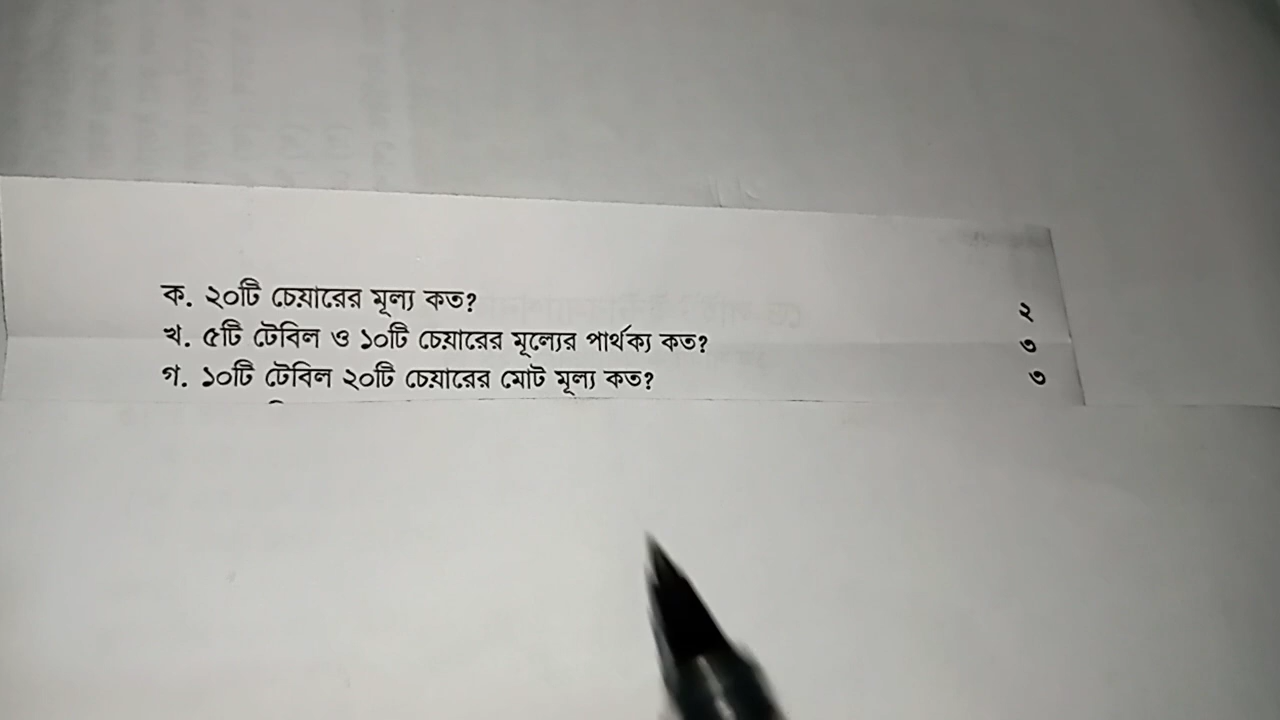 ক. ২০টি চেয়ারের মূল্য কত? ২
খ. ৫টি টেবিল ও ১০টি চেয়ারের মূল্যের পার্থক্য কত? ৩
গ. ১০টি টেবিল ২০টি চেয়ারের মোট মূল্য কত? ৩